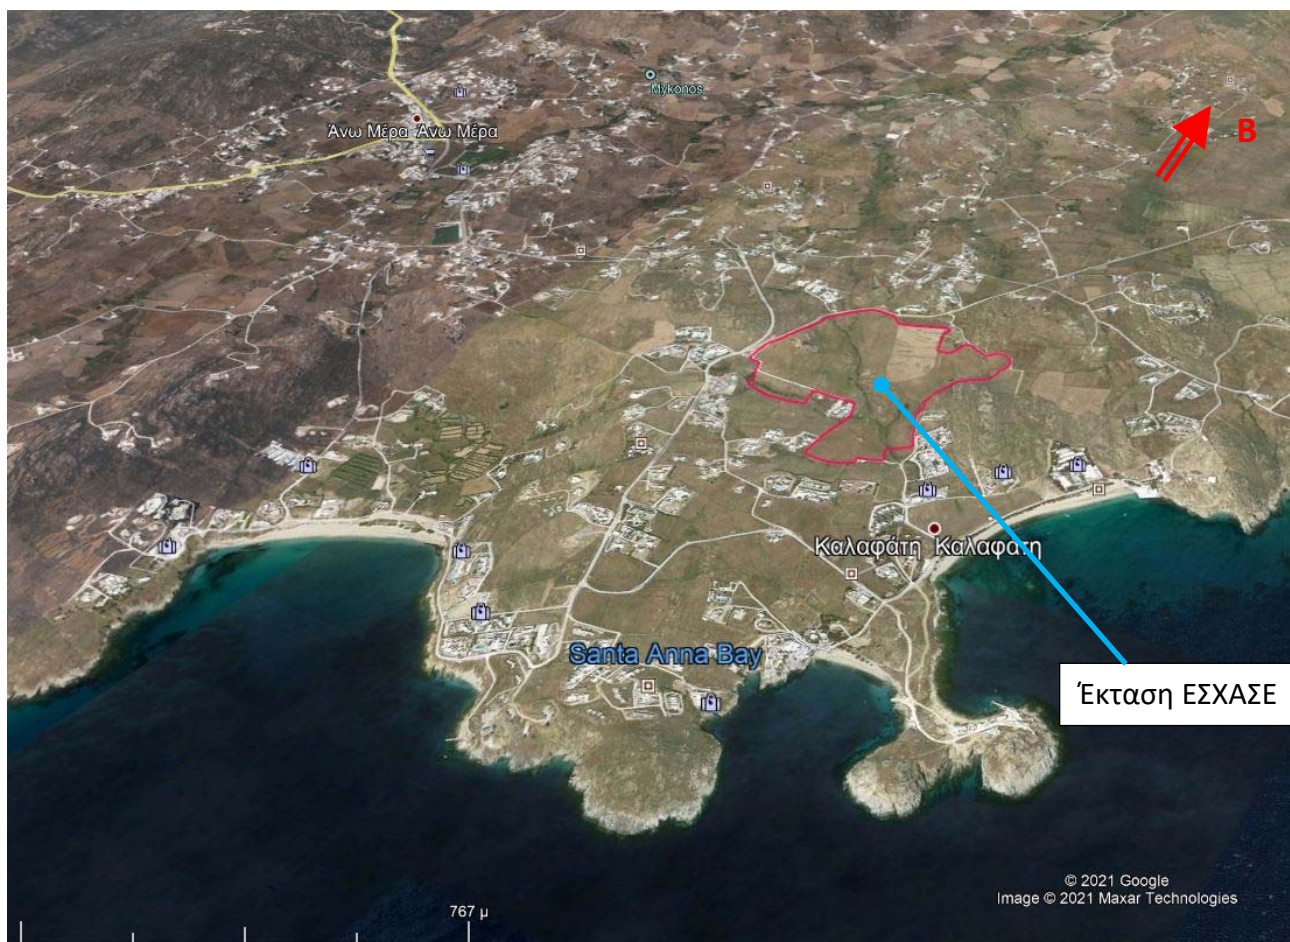 Mykonos
Άνω Μέρα Άνω Μέρα
Β
Καλαφάτη Καλαφάτη
Santa Anna Bay
Έκταση ΕΣΧΑΣΕ
© 2021 Google
Image © 2021 Maxar Technologies
767 μ